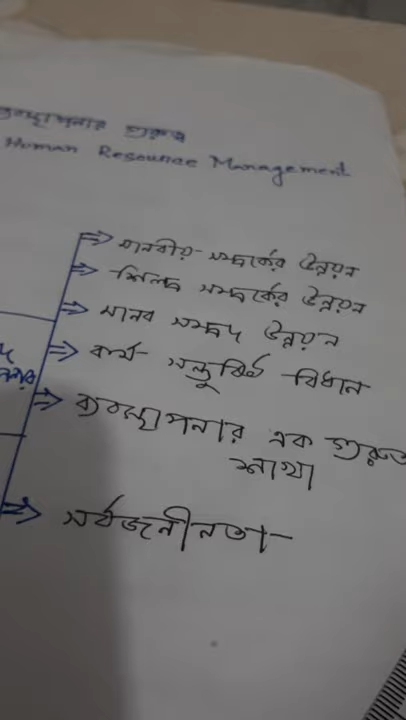 ব্যবস্থাপনার গুরুত্ব
Human Resource Management
মানবীয় সম্পর্কের উন্নয়ন
শিল্প সম্পর্কের উন্নয়ন
মানব সম্পদ উন্নয়ন
কার্য সন্তুষ্টি বিধান
ব্যবস্থাপনার এক
শাখা
সর্বজনীনতা